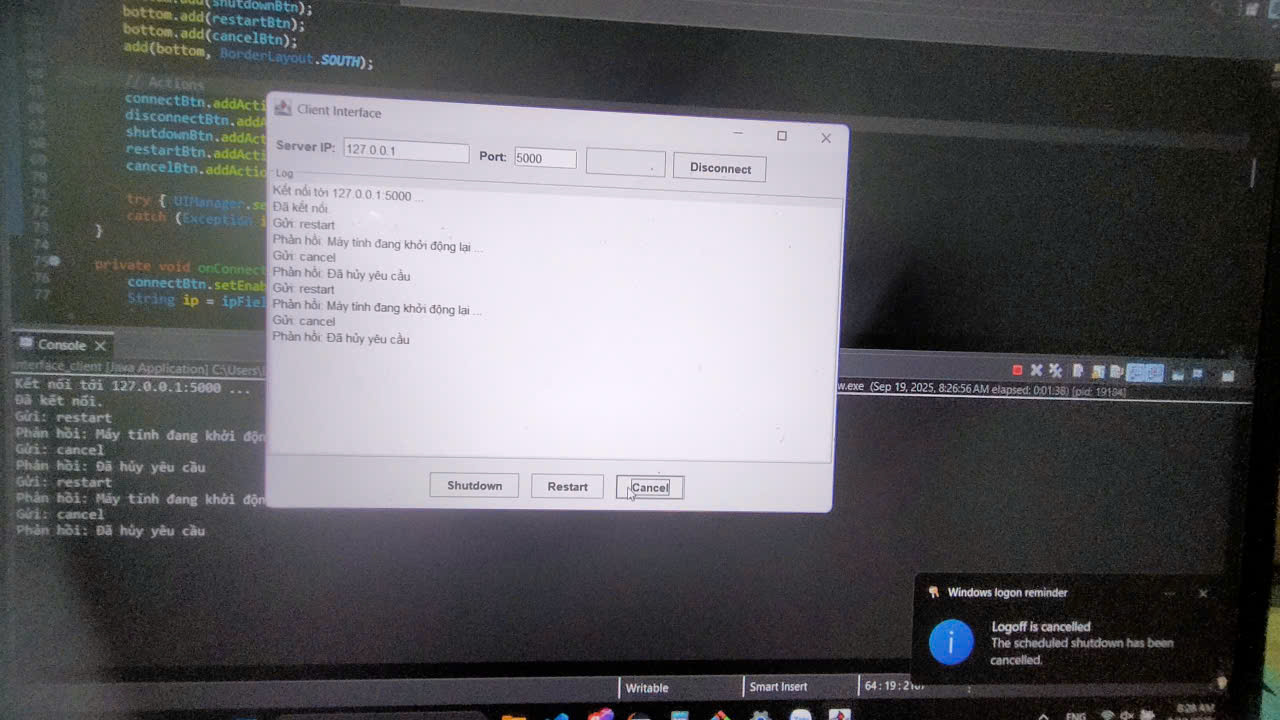 bottom.add(shutdownBtn);
bottom.add(restartBtn);
bottom.add(cancelBtn);
add(bottom, BorderLayout.SOUTH);
// Actions
connectBtn.addActi
disconnectBtn.addA
shutdownBtn.addAct
restartBtn.addActi
cancelBtn.addActio
try { UIManager.se
catch (Exception i
}
private void onConnect
connectBtn.setEnab
String ip = ipFiel
72
73
74
76
77
Client Interface
Server IP: 127.0.0.1 Port: 5000 Disconnect
Log
Kết nối tới 127.0.0.1:5000 ...
Đã kết nối.
Gửi: restart
Phản hồi: Máy tính đang khởi động lại ...
Gửi: cancel
Phản hồi: Đã hủy yêu cầu
Gửi: restart
Phản hồi: Máy tính đang khởi động lại ...
Gửi: cancel
Phản hồi: Đã hủy yêu cầu
Shutdown Restart Cancel
Console
interface_client [Java Application] C:\Users\
w.exe (Sep 19, 2025, 8:26:56 AM elapsed: 0:01:38) [pid: 19184]
Kết nối tới 127.0.0.1:5000 ...
Đã kết nối.
Gửi: restart
Phản hồi: Máy tính đang khởi độn
Gửi: cancel
Phản hồi: Đã hủy yêu cầu
Gửi: restart
Phản hồi: Máy tính đang khởi độn
Gửi: cancel
Phản hồi: Đã hủy yêu cầu
Windows logon reminder
Logoff is cancelled
The scheduled shutdown has been
cancelled.
Writable Smart Insert 64 : 19 :
ENG
8:28 AM